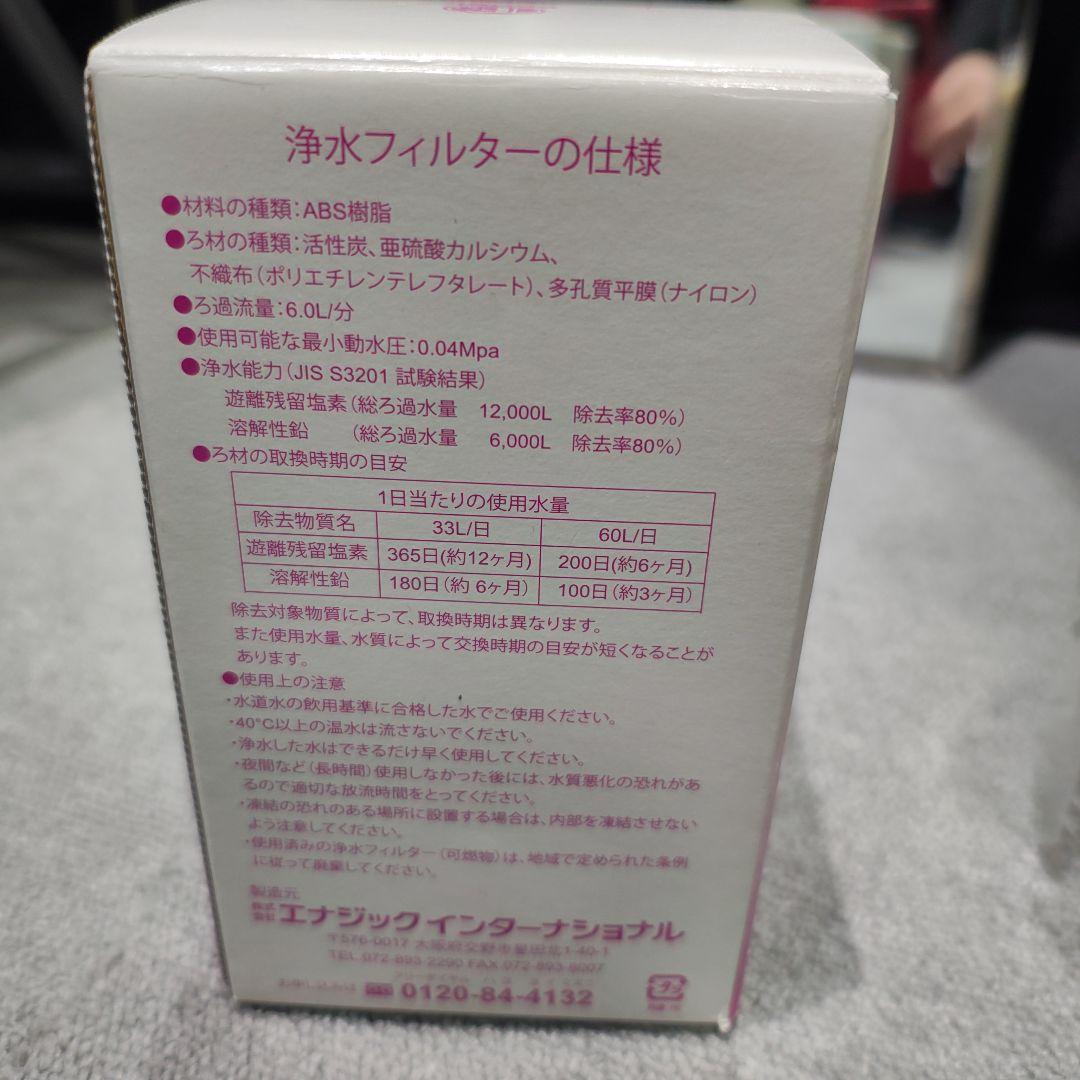 浄水フィルターの仕様
●材料の種類:ABS樹脂
●ろ材の種類:活性炭、亜硫酸カルシウム、
不織布(ポリエチレンテレフタレート)、多孔質平膜(ナイロン)
●ろ過流量:6.0L/分
●使用可能な最小動水圧:0.04Mpa
●浄水能力(JIS S3201 試験結果)
遊離残留塩素(総ろ過水量 12,000L 除去率80%)
溶解性鉛 (総ろ過水量 6,000L 除去率80%)
●ろ材の取換時期の目安
1日当たりの使用水量
除去物質名 33L/日 60L/日
遊離残留塩素 365日(約12ヶ月) 200日(約6ヶ月)
溶解性鉛 180日(約 6ヶ月) 100日(約3ヶ月)
除去対象物質によって、取換時期は異なります。
また使用水量、水質によって交換時期の目安が短くなることが
あります。
●使用上の注意
・水道水の飲用基準に合格した水でご使用ください。
・40°C以上の温水は流さないでください。
・浄水した水はできるだけ早く使用してください。
・夜間など(長時間)使用しなかった後には、水質悪化の恐れがあ
るので適切な放流時間をとってください。
・凍結の恐れのある場所に設置する場合は、内部を凍結させない
よう注意してください。
・使用済みの浄水フィルター(可燃物)は、地域で定められた条例
に従って廃棄してください。
製造元
株式会社 エナジックインターナショナル
〒576-0017 大阪府交野市星田北1-40-1
TEL.072-893-2290 FAX.072-893-8007
0120-84-4132